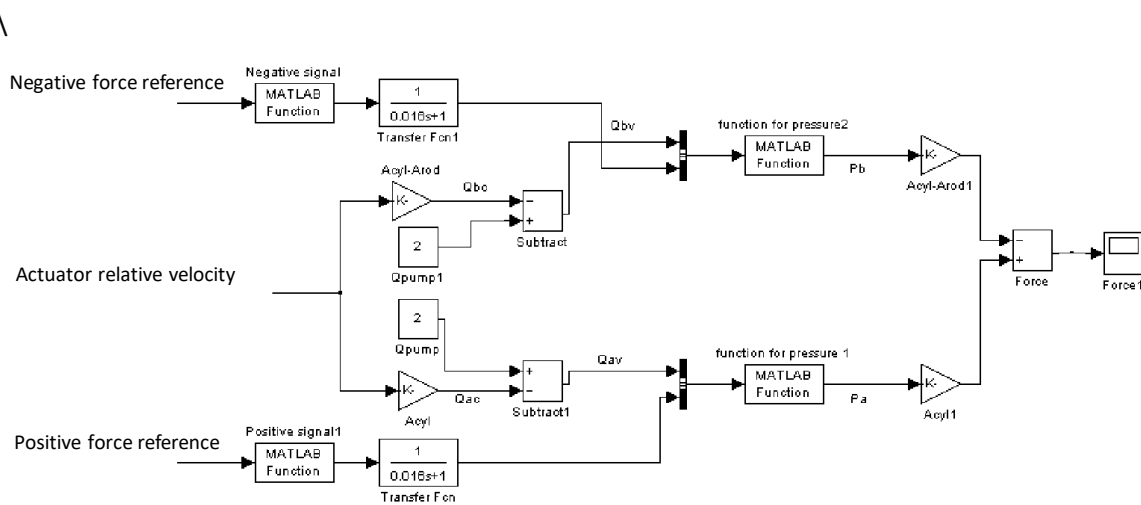 \
Negative force reference
Negative signal
MATLAB
Function
1
0.016s+1
Transfer Fcn1
Qbv
function for pressure2
MATLAB
Function
Pb
K-
Acyl-Arod1
Acyl-Arod
K-
Qbc
-
+
Subtract
2
Qpump1
Actuator relative velocity
-
+
Force
Force1
2
Qpump
+
-
Subtract1
Qav
function for pressure 1
MATLAB
Function
Pa
K-
Acyl1
K-
Qac
Acyl
Positive force reference
Positive signal1
MATLAB
Function
1
0.016s+1
Transfer Fcn